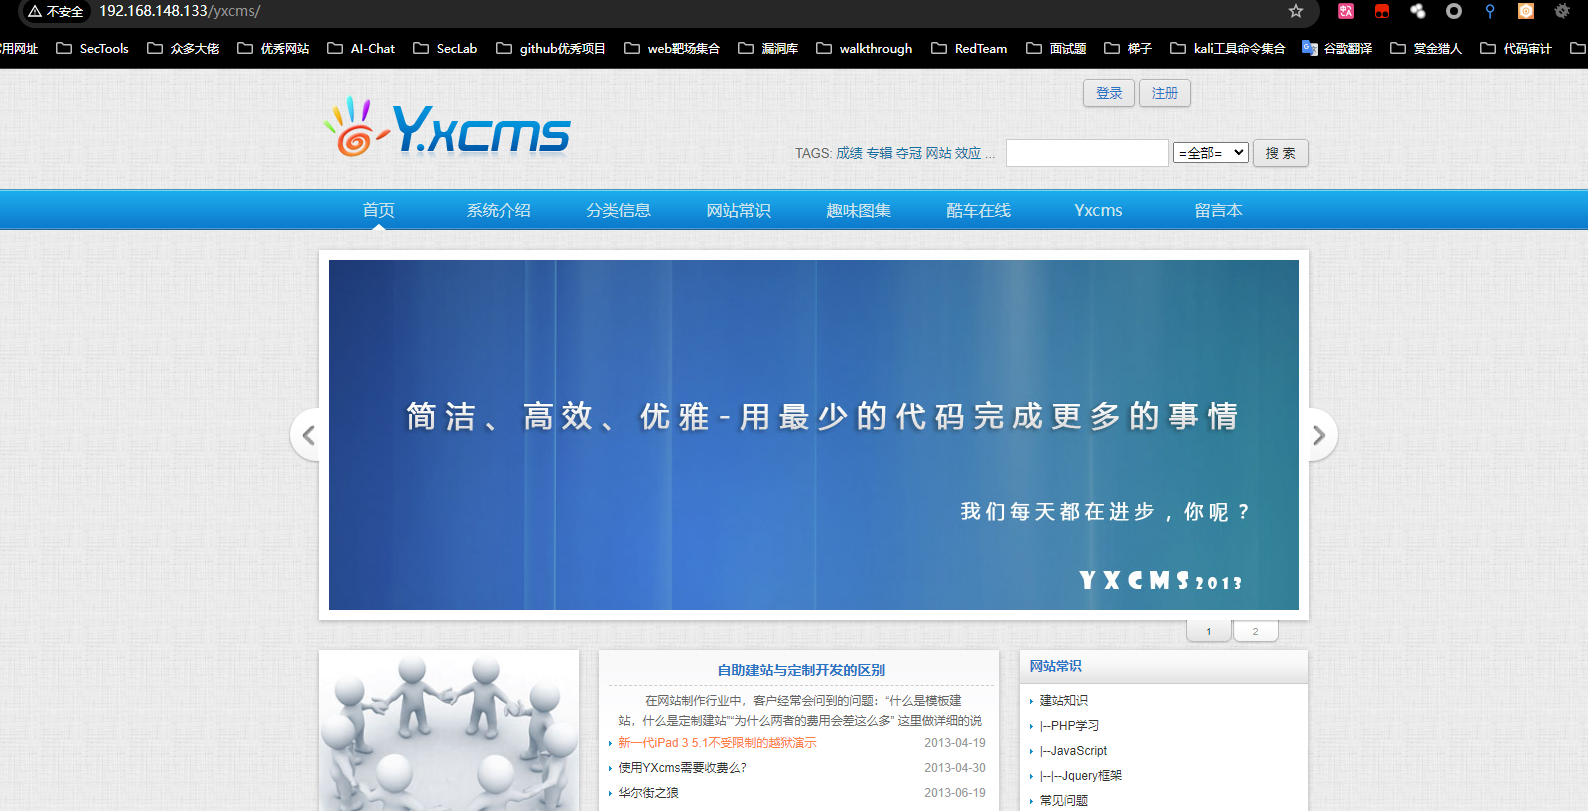 不安全 192.168.148.133/yxcms/
用网址 SecTools 众多大佬 优秀网站 AI-Chat SecLab github优秀项目 web靶场集合 漏洞库 walkthrough RedTeam 面试题 梯子 kali工具命令集合 谷歌翻译 赏金猎人 代码审计
登录 注册
Y.xcms
TAGS: 成绩 专辑 夺冠 网站 效应 ... =全部= 搜 索
首页 系统介绍 分类信息 网站常识 趣味图集 酷车在线 Yxcms 留言本
简洁、高效、优雅-用最少的代码完成更多的事情
我们每天都在进步，你呢？
YXCMS2013
1 2
自助建站与定制开发的区别
在网站制作行业中，客户经常会问到的问题：“什么是模板建
站，什么是定制建站”“为什么两者的费用会差这么多” 这里做详细的说
新一代iPad 3 5.1不受限制的越狱演示 2013-04-19
使用YXcms需要收费么? 2013-04-30
华尔街之狼 2013-06-19
网站常识
建站知识
|--PHP学习
|--JavaScript
|--|--Jquery框架
常见问题